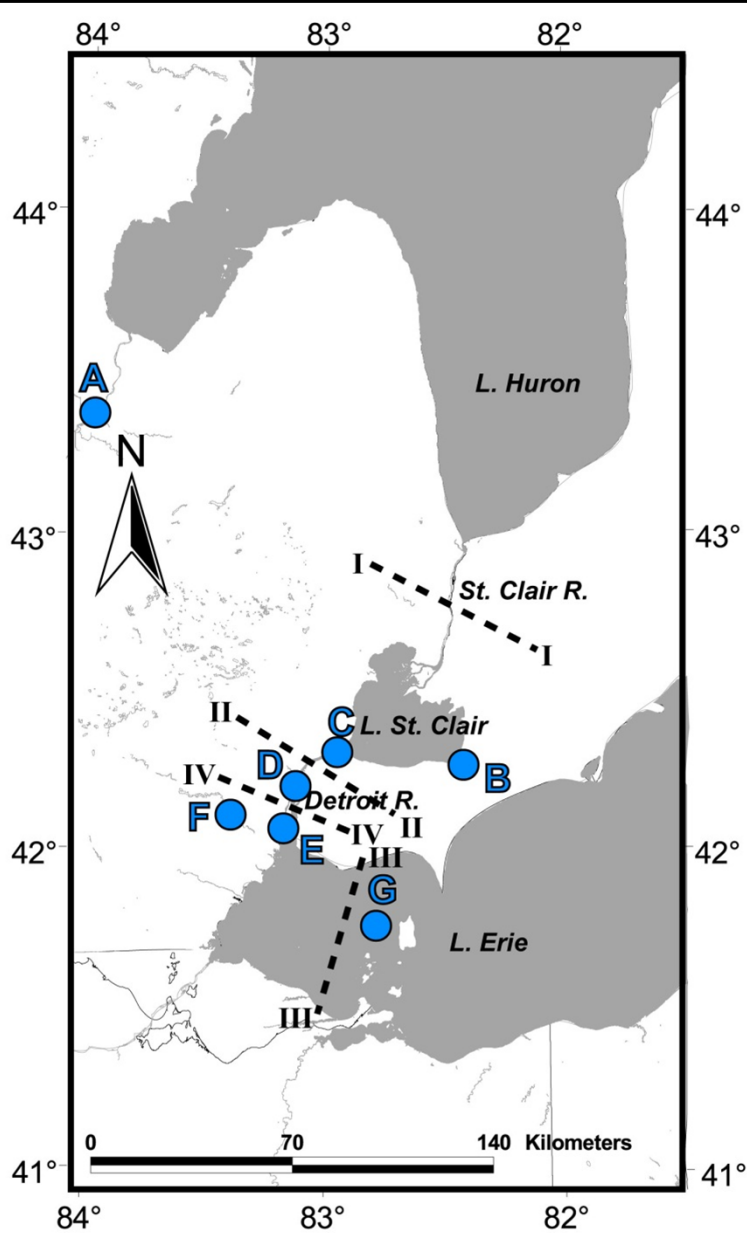 84° 83° 82°
44° 44°
A
L. Huron
N
43° 43°
I
St. Clair R.
I
II
C
L. St. Clair
D
B
IV
Detroit R.
F
II
IV
E
42° 42°
III
G
L. Erie
III
0 70 140 Kilometers
41° 41°
84° 83° 82°